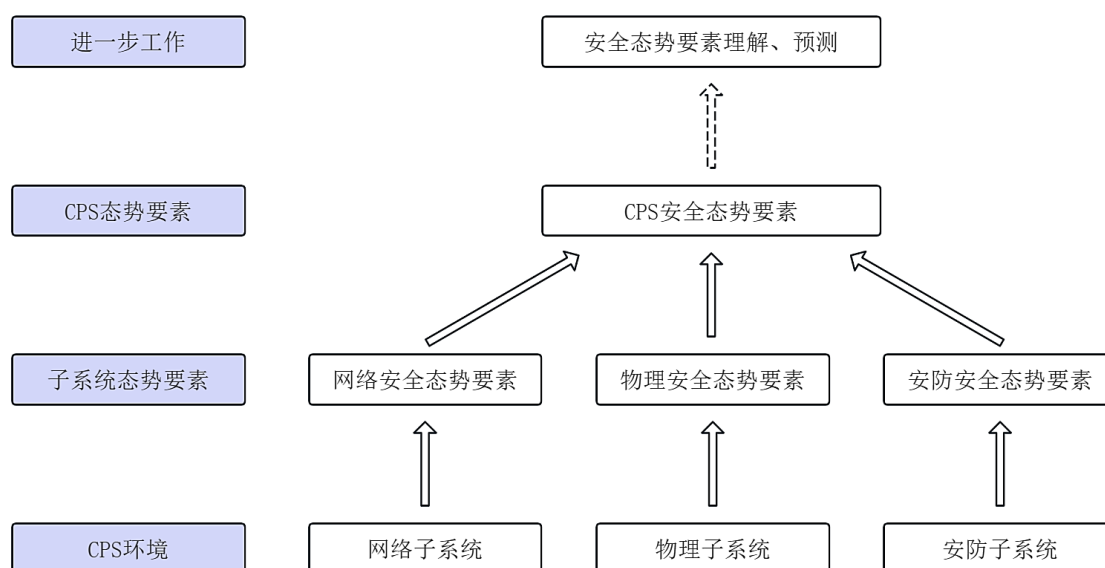 进一步工作
安全态势要素理解、预测
CPS态势要素
CPS安全态势要素
子系统态势要素
网络安全态势要素
物理安全态势要素
安防安全态势要素
CPS环境
网络子系统
物理子系统
安防子系统